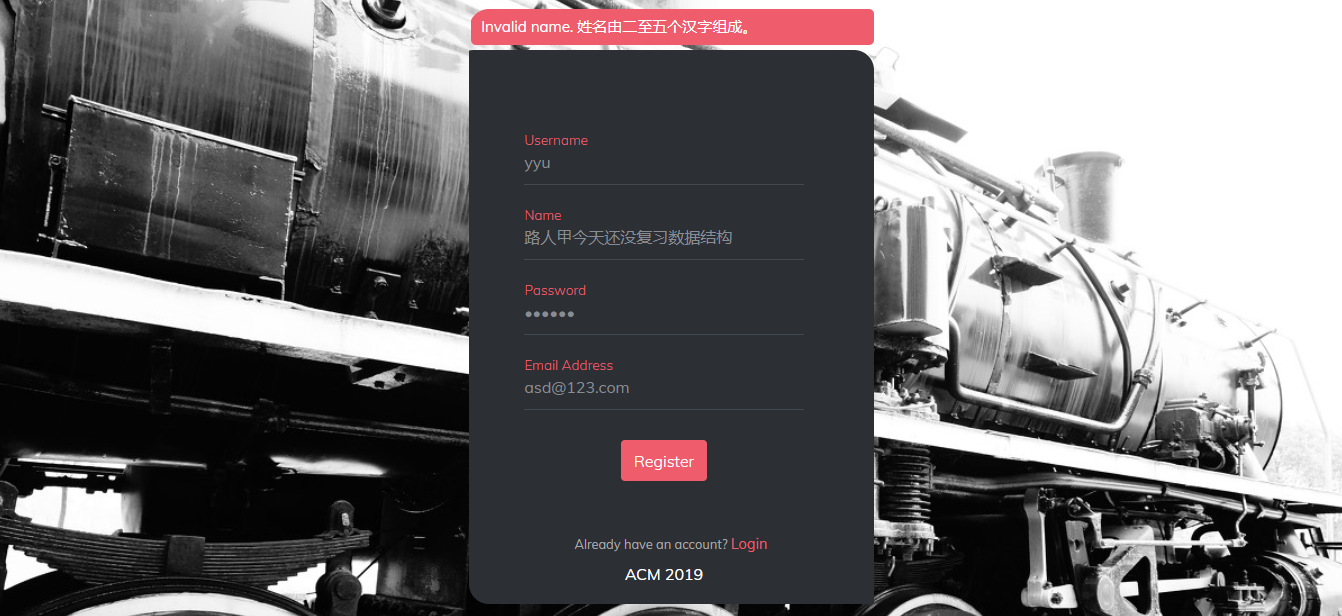 Invalid name. 姓名由二至五个汉字组成。
Username
yyu
Name
路人甲今天还没复习数据结构
Password
••••••
Email Address
asd@123.com
Register
Already have an account? Login
ACM 2019